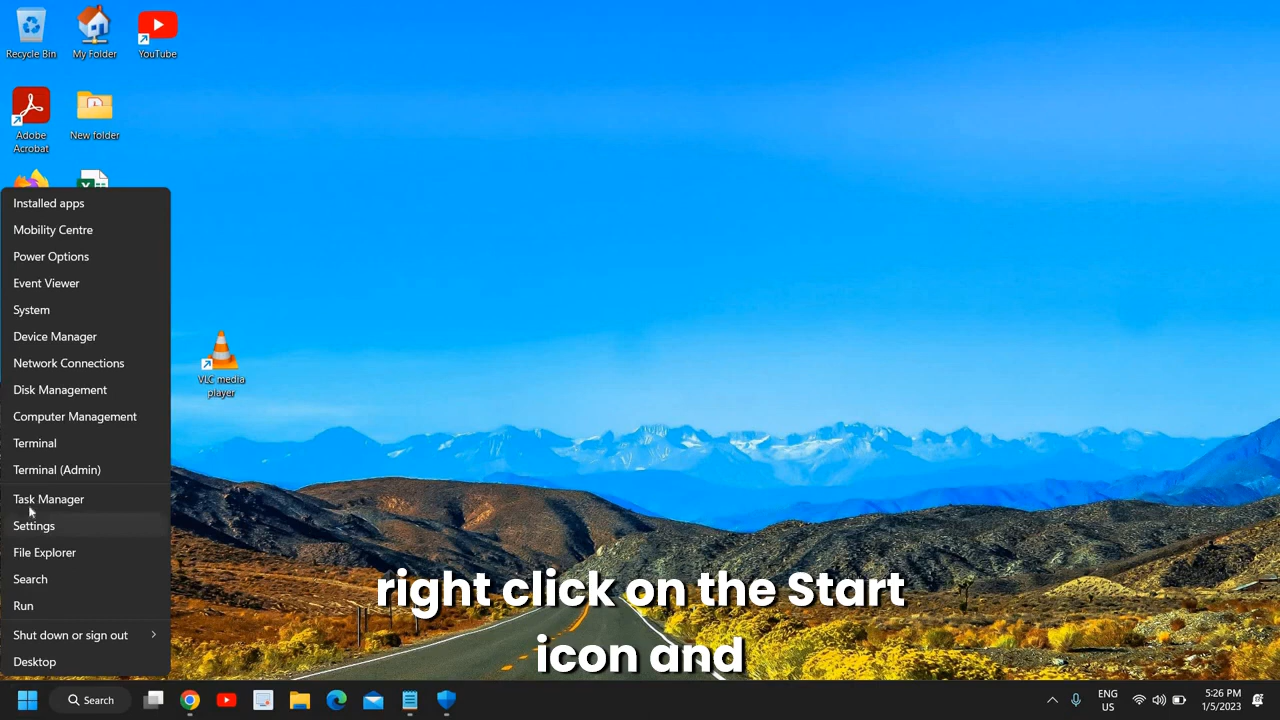 Recycle Bin
My Folder
YouTube
Adobe
Acrobat
New folder
Installed apps
Mobility Centre
Power Options
Event Viewer
System
Device Manager
Network Connections
Disk Management
Computer Management
Terminal
Terminal (Admin)
Task Manager
Settings
File Explorer
Search
Run
Shut down or sign out
Desktop
VLC media
player
right click on the Start
icon and
Search
ENG
US
5:26 PM
1/5/2023